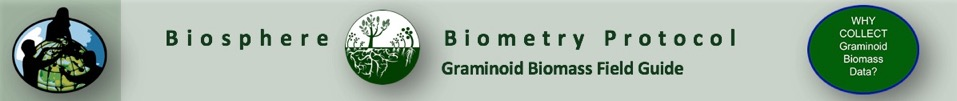 Biosphere Biometry Protocol
Graminoid Biomass Field Guide
WHY
COLLECT
Graminoid
Biomass
Data?